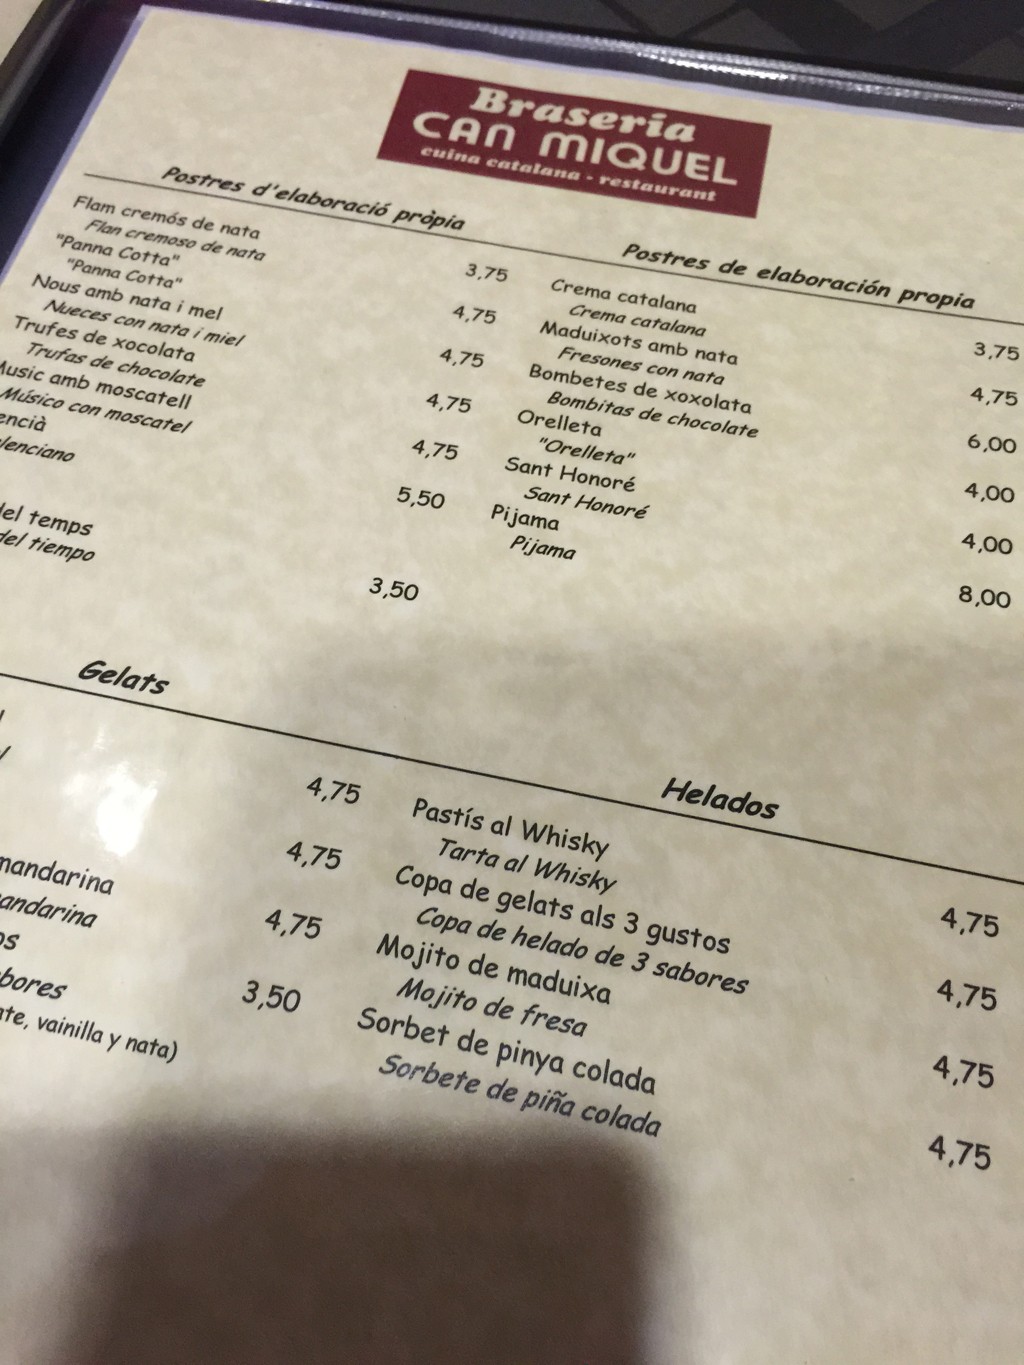 Brasería
CAN MIQUEL
cuina catalana - restaurant
Postres d'elaboració pròpia
Flam cremós de nata
Flan cremoso de nata
3,75
"Panna Cotta"
"Panna Cotta"
4,75
Nous amb nata i mel
Nueces con nata i miel
4,75
Trufes de xocolata
Trufas de chocolate
4,75
Music amb moscatell
Músico con moscatel
4,75
encià
lenciano
5,50
del temps
del tiempo
3,50
Postres de elaboración propia
Crema catalana
Crema catalana
3,75
Maduixots amb nata
Fresones con nata
4,75
Bombetes de xoxolata
Bombitas de chocolate
6,00
Orelleta
"Orelleta"
4,00
Sant Honoré
Sant Honoré
4,00
Pijama
Pijama
8,00
Gelats
4,75
4,75
mandarina
andarina
4,75
os
bores
3,50
te, vainilla y nata)
Helados
Pastís al Whisky
Tarta al Whisky
4,75
Copa de gelats als 3 gustos
Copa de helado de 3 sabores
4,75
Mojito de maduixa
Mojito de fresa
4,75
Sorbet de pinya colada
Sorbete de piña colada
4,75